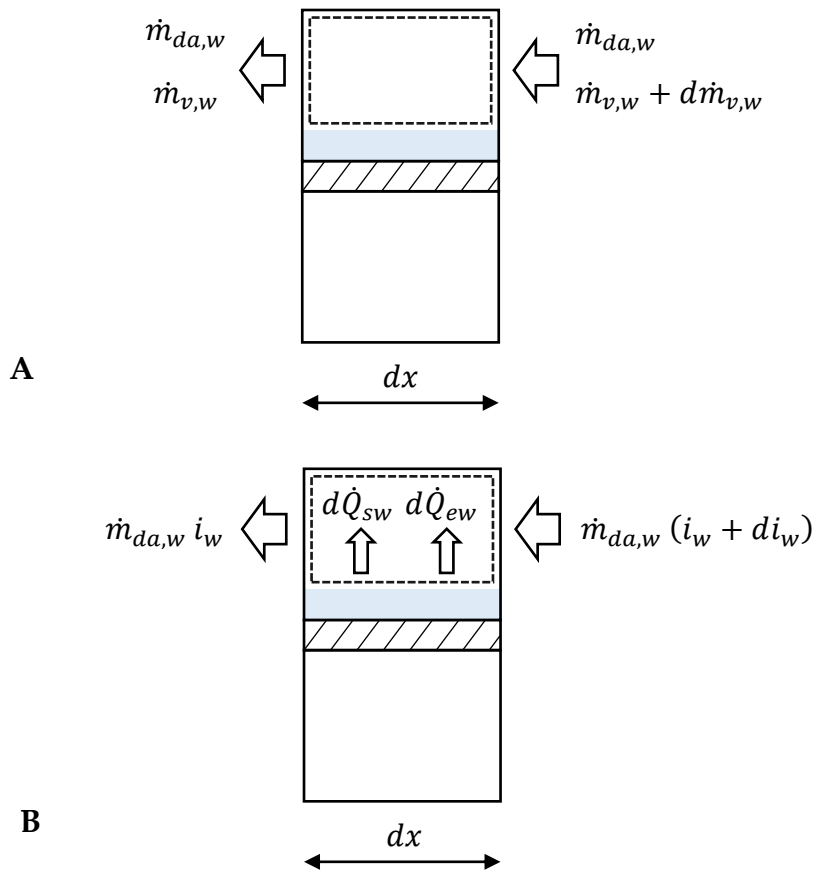 ṁ_{da,w} ṁ_{da,w}
ṁ_{v,w} ṁ_{v,w} + dṁ_{v,w}
A
dx
dQ̇_{sw} dQ̇_{ew}
ṁ_{da,w} i_w ṁ_{da,w} (i_w + di_w)
B
dx